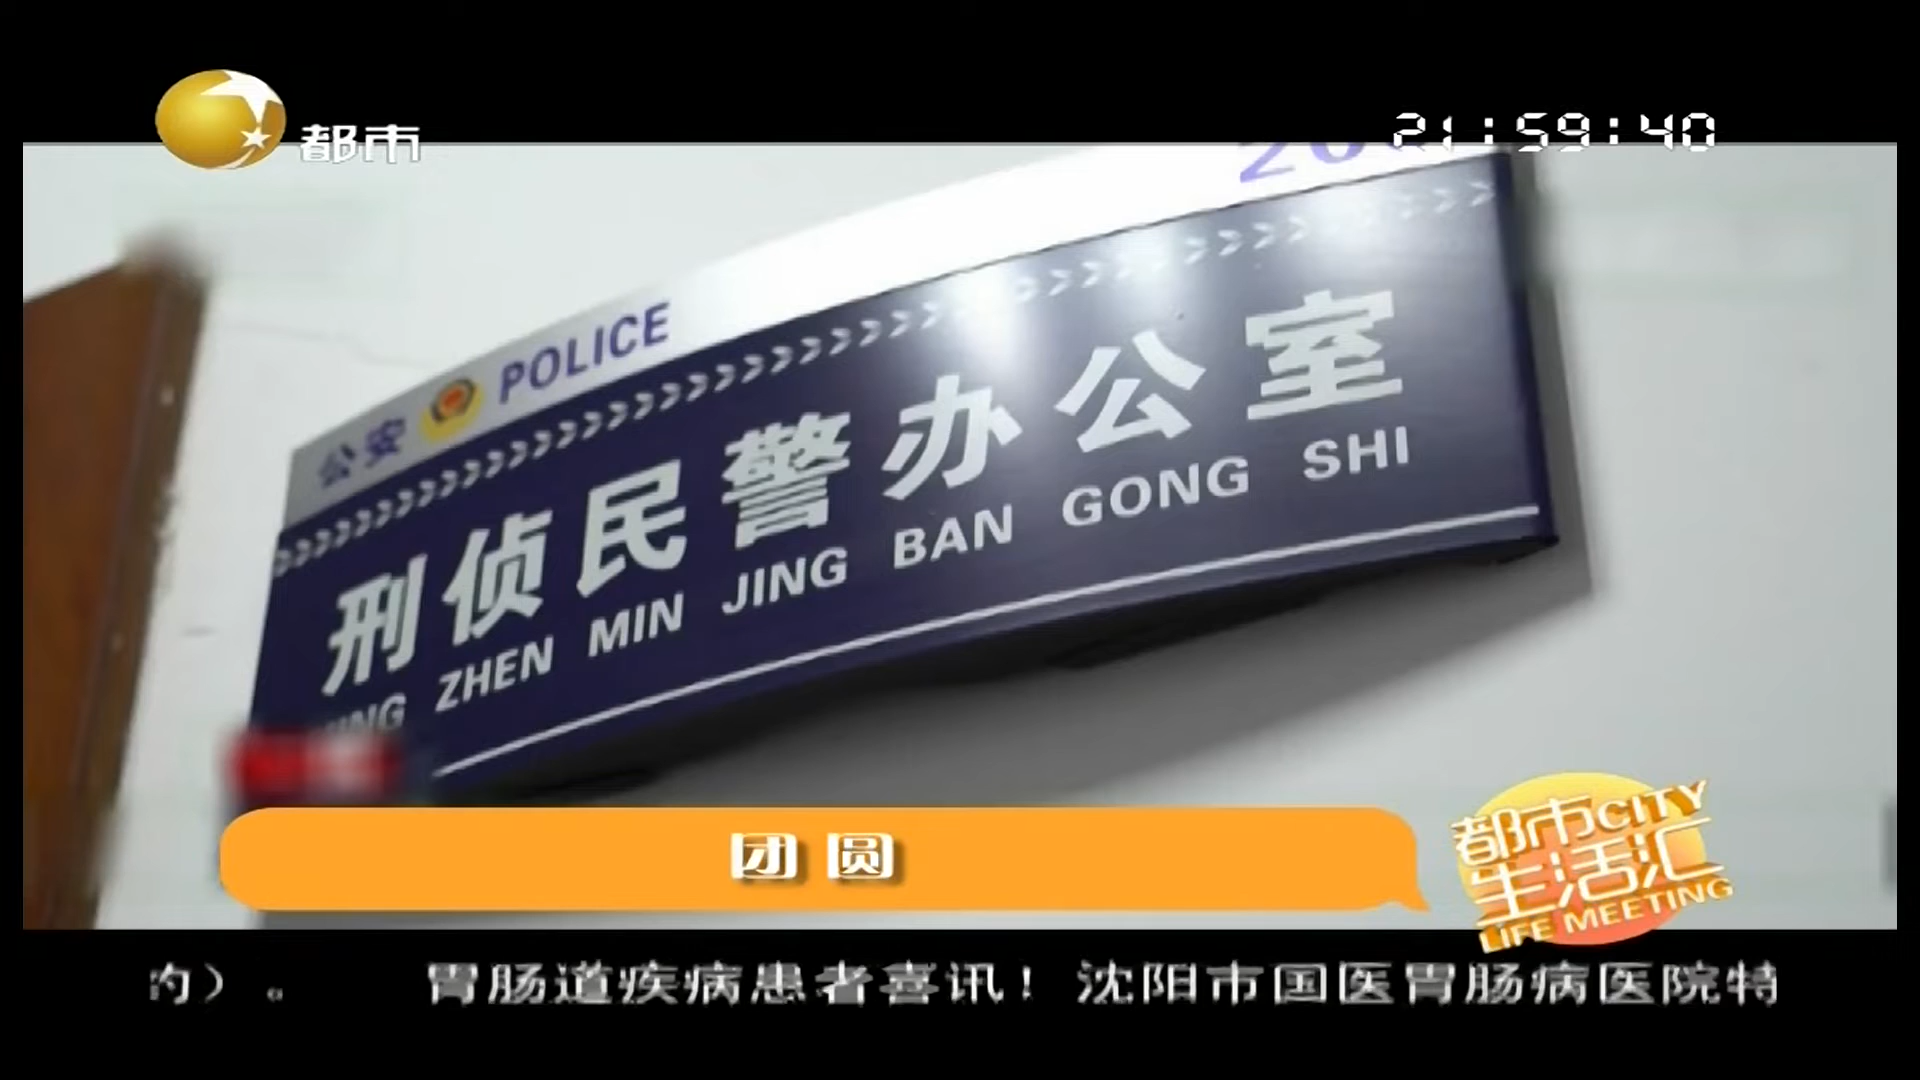 都市
21:59:40
公安 POLICE
刑侦民警办公室
ZHEN MIN JING BAN GONG SHI
团圆
都市CITY
生活汇
LIFE MEETING
约）。 胃肠道疾病患者喜讯！沈阳市国医胃肠病医院特